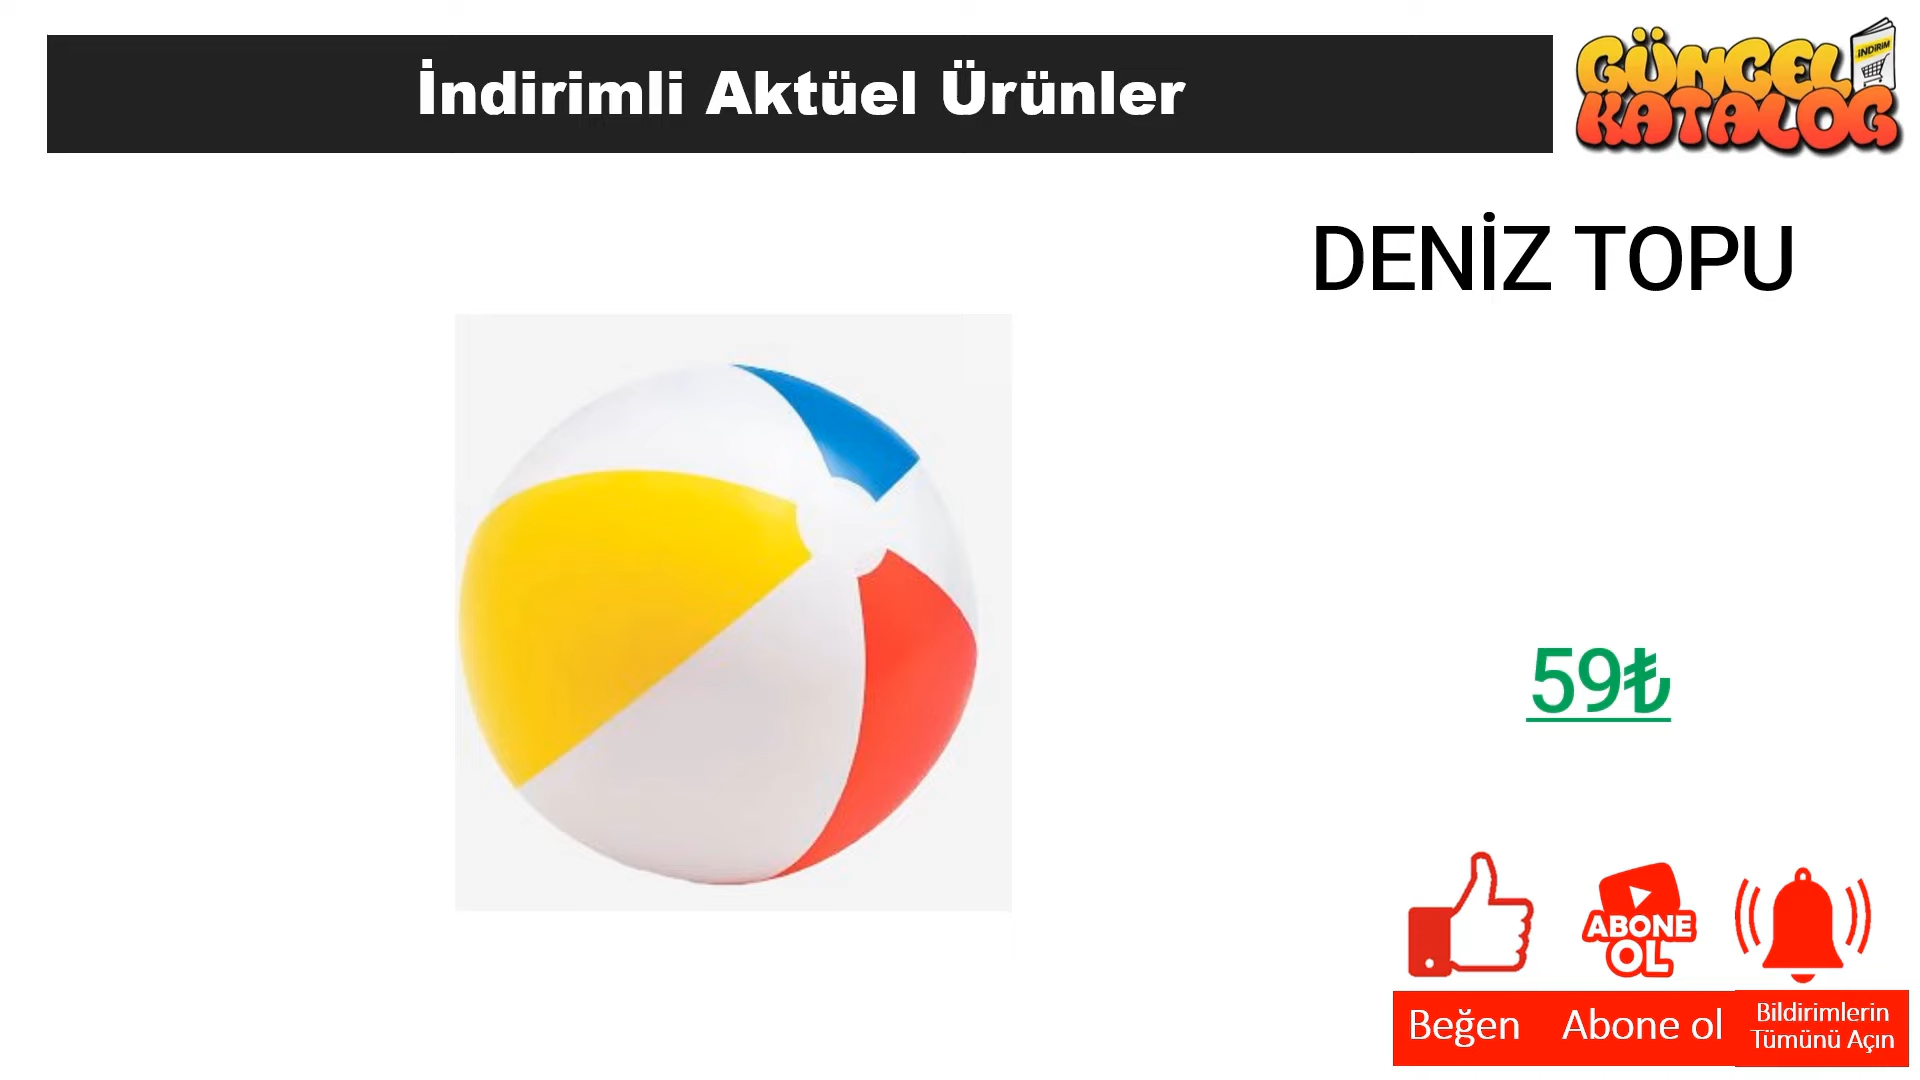 İndirimli Aktüel Ürünler
GÜNCEL
KATALOG
İNDİRİM
DENİZ TOPU
59₺
ABONE
OL
Beğen
Abone ol
Bildirimlerin
Tümünü Açın